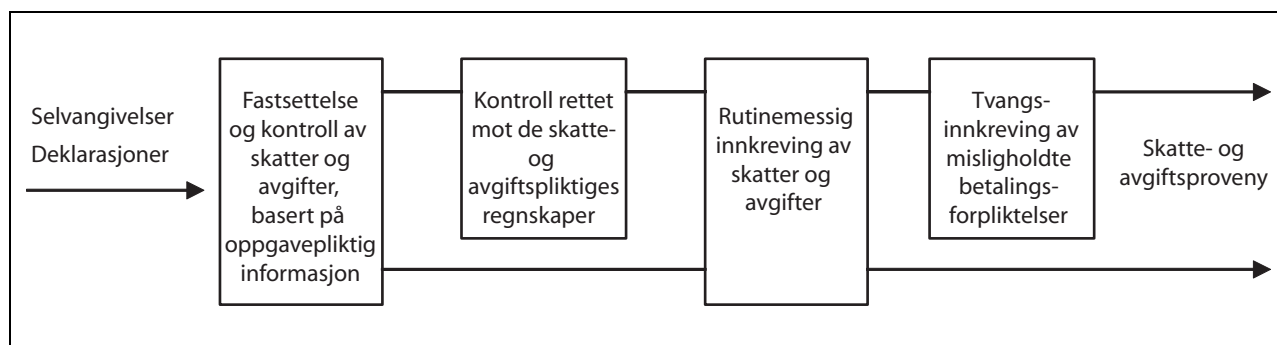 Selvangivelser
Deklarasjoner
Fastsettelse
og kontroll av
skatter og
avgifter,
basert på
oppgavepliktig
informasjon
Kontroll rettet
mot de skatte-
og
avgiftspliktiges
regnskaper
Rutinemessig
innkreving av
skatter og
avgifter
Tvangs-
innkreving av
misligholdte
betalings-
forpliktelser
Skatte- og
avgiftsproveny